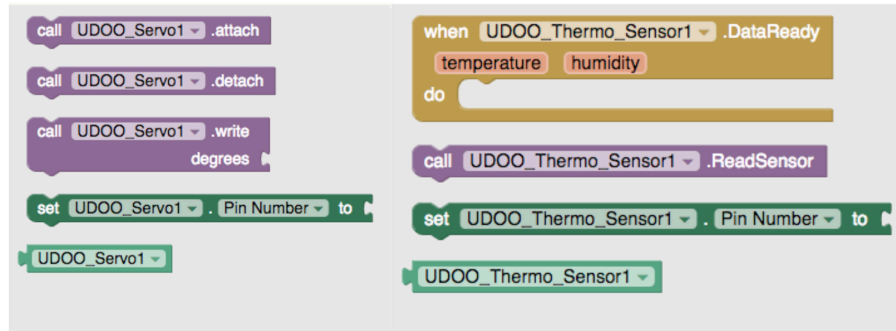 call UDOO_Servo1 .attach
call UDOO_Servo1 .detach
call UDOO_Servo1 .write
degrees
set UDOO_Servo1 . Pin Number to
UDOO_Servo1
when UDOO_Thermo_Sensor1 .DataReady
temperature humidity
do
call UDOO_Thermo_Sensor1 .ReadSensor
set UDOO_Thermo_Sensor1 . Pin Number to
UDOO_Thermo_Sensor1